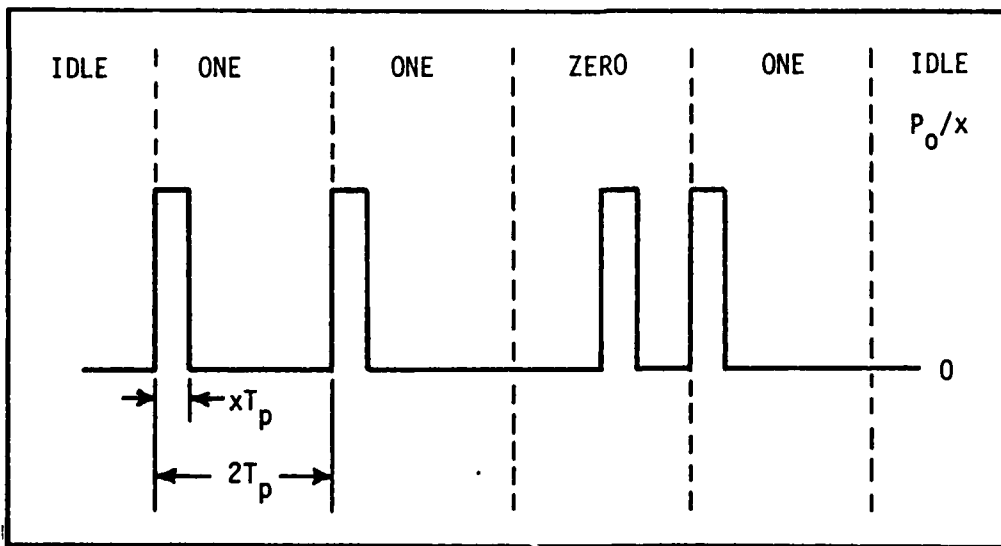 IDLE ONE ONE ZERO ONE IDLE
P_o/x
0
xT_p
2T_p